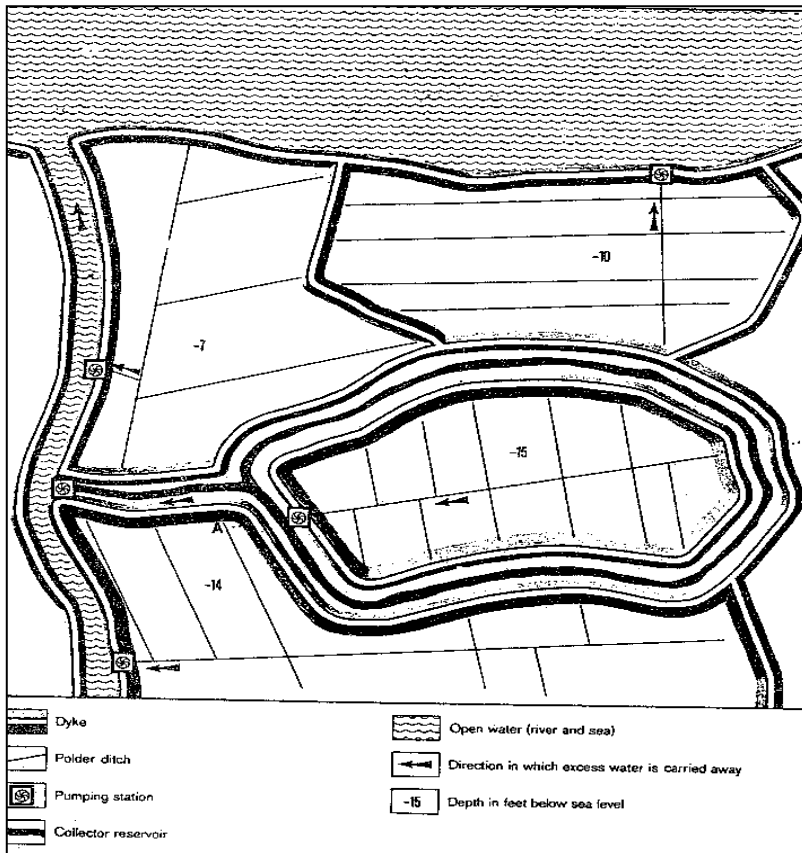 -10
-7
-15
A
-14
Dyke
Polder ditch
Pumping station
Collector reservoir
Open water (river and sea)
Direction in which excess water is carried away
-15 Depth in feet below sea level